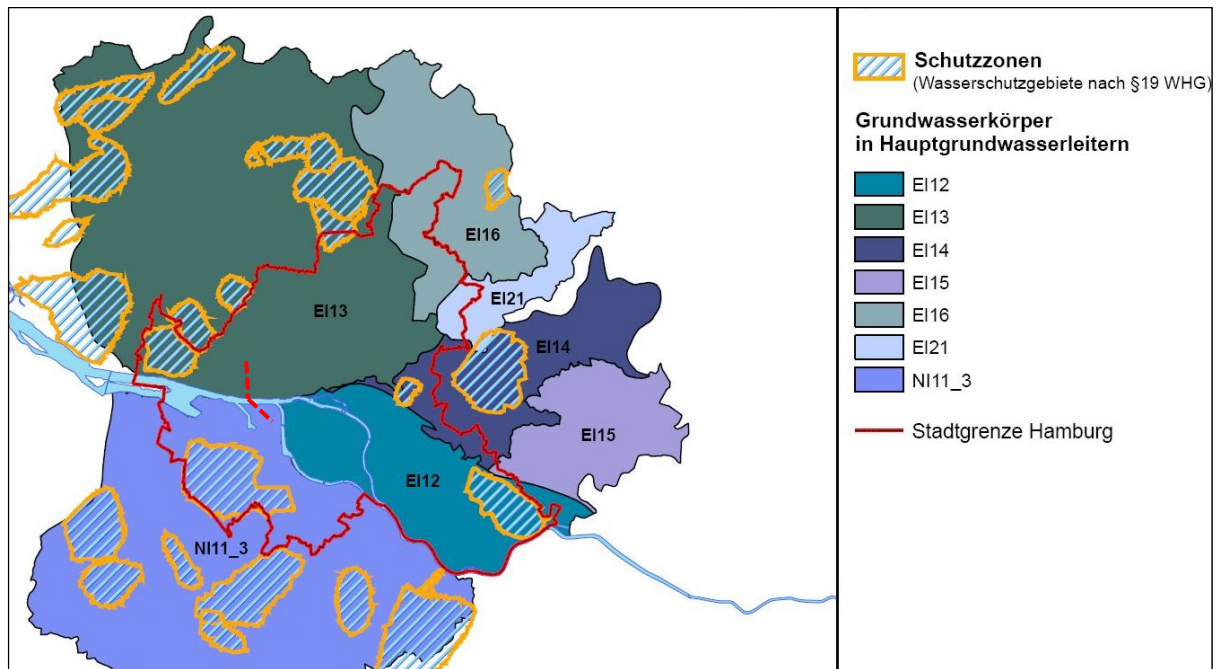 EI16
EI21
EI13
EI14
EI15
EI12
NI11_3
Schutzzonen
(Wasserschutzgebiete nach §19 WHG)
Grundwasserkörper
in Hauptgrundwasserleitern
EI12
EI13
EI14
EI15
EI16
EI21
NI11_3
Stadtgrenze Hamburg